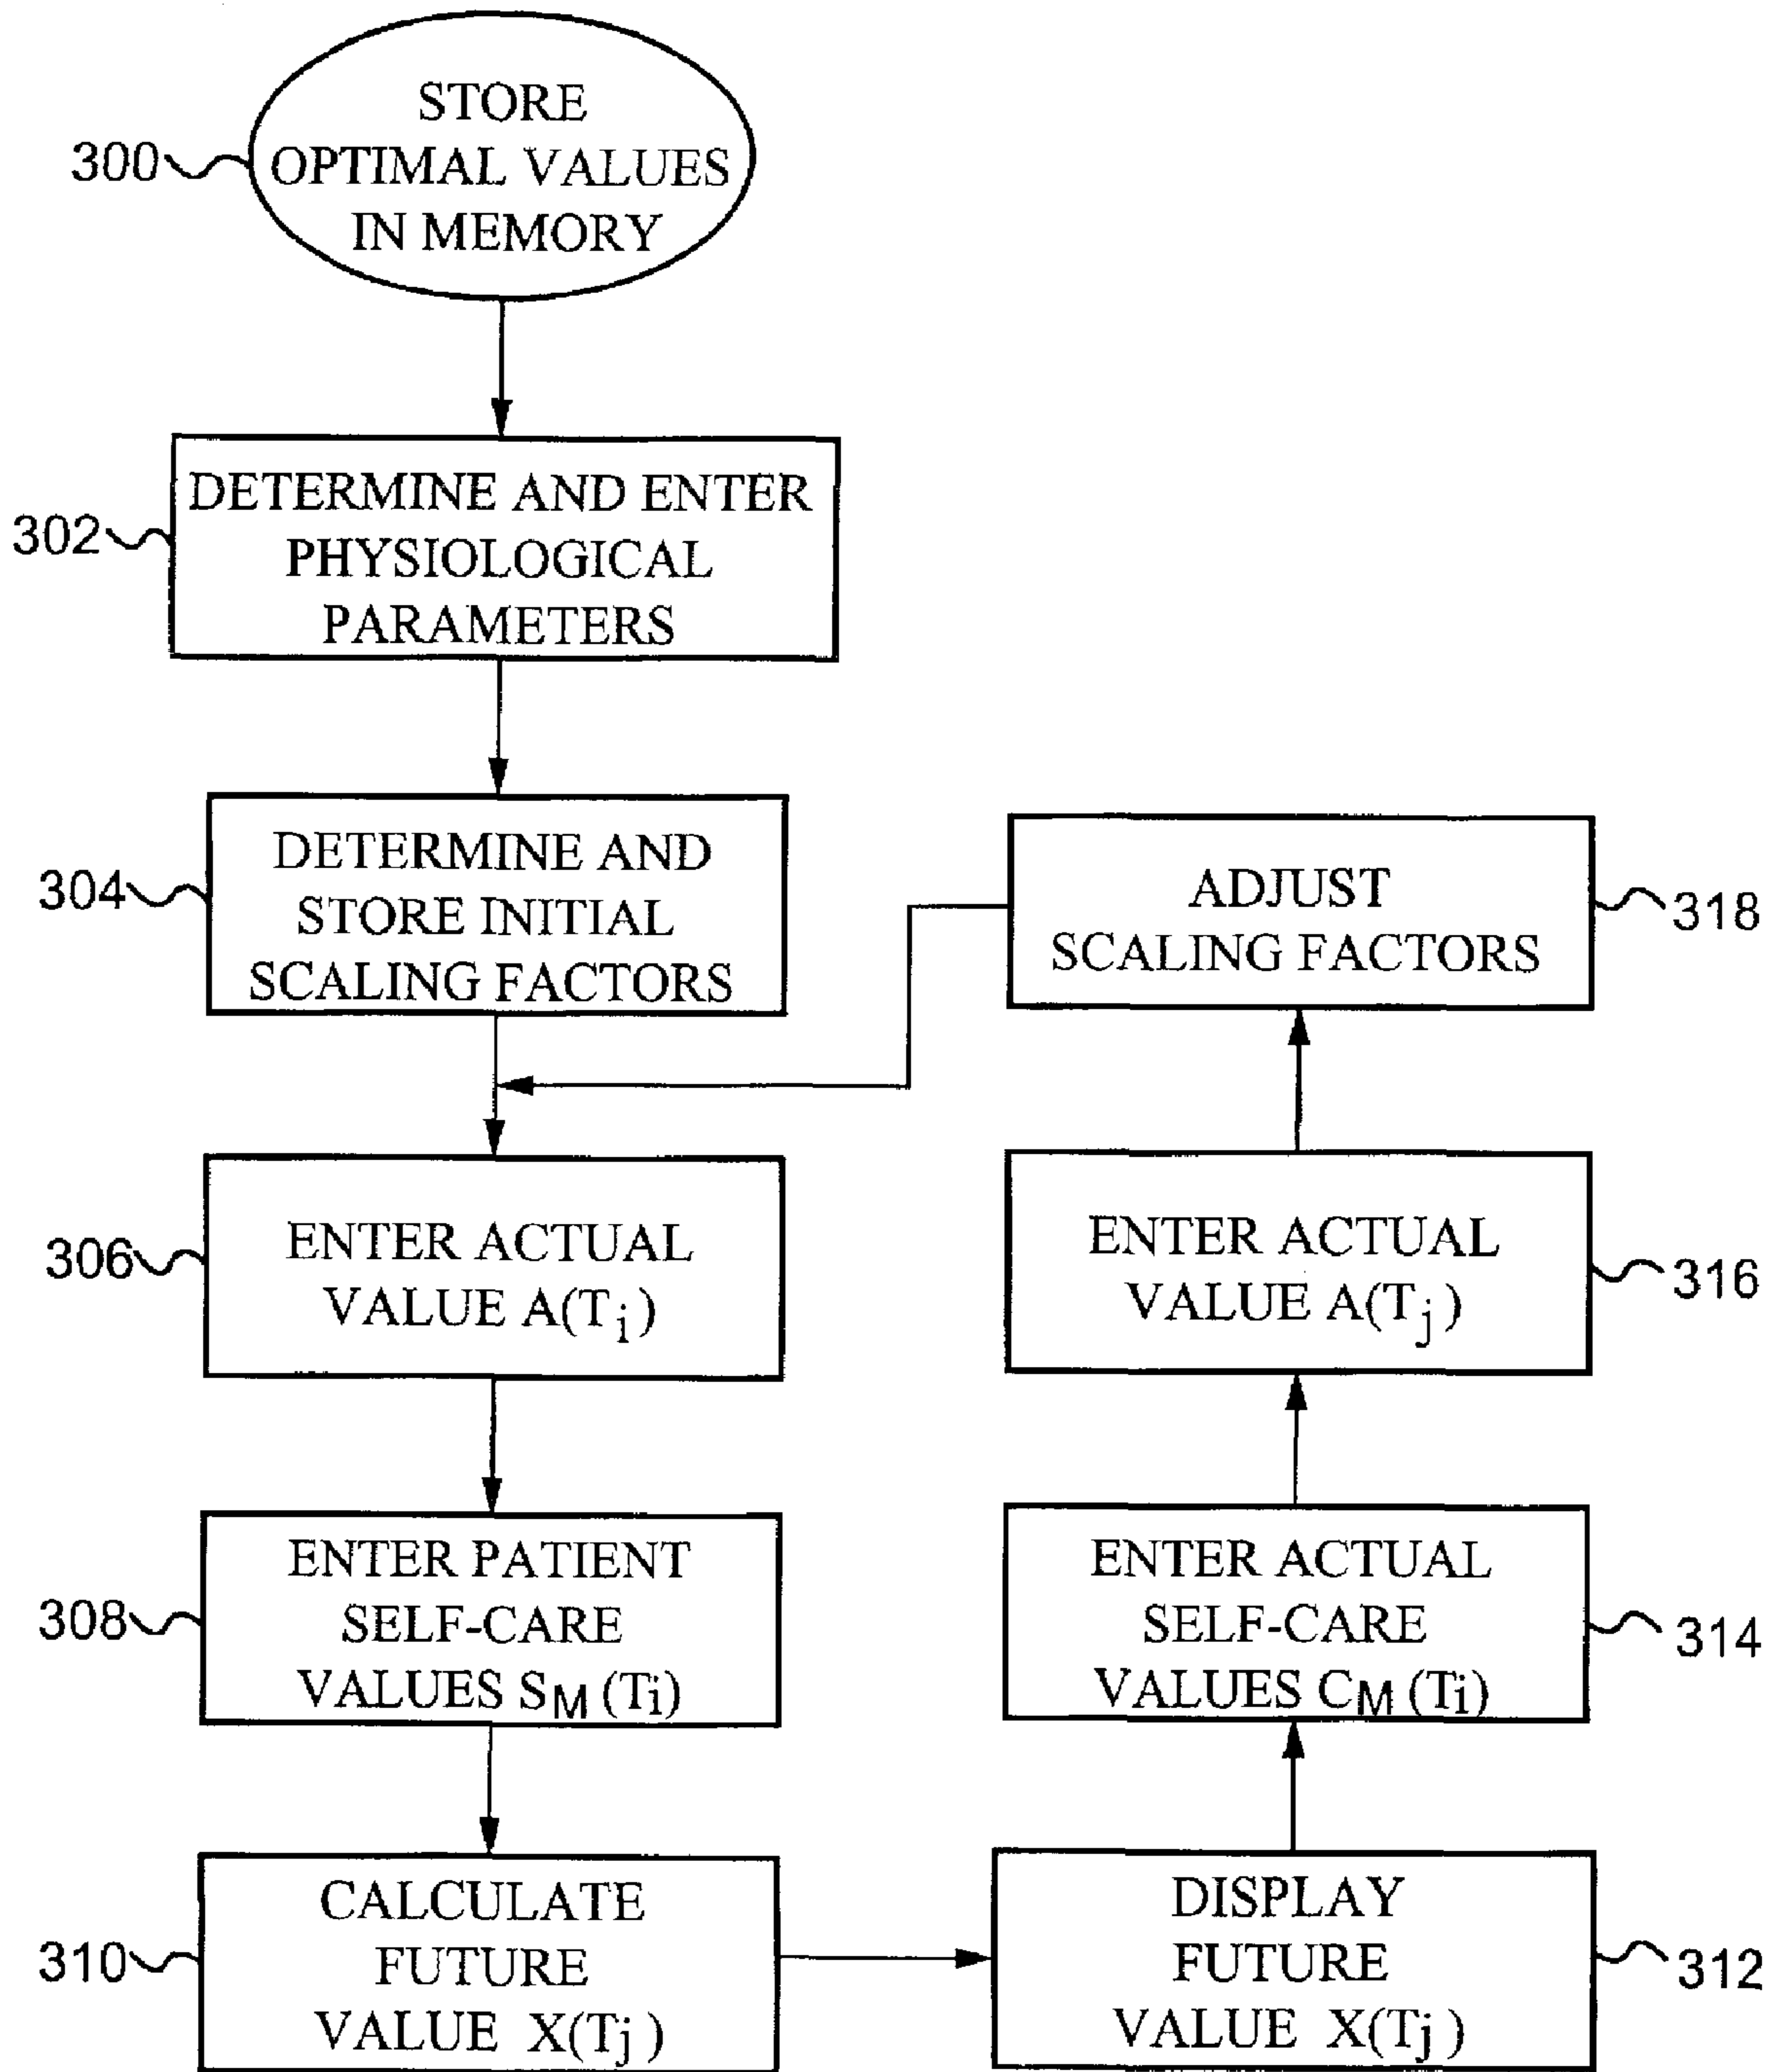 300
STORE
OPTIMAL VALUES
IN MEMORY
302
DETERMINE AND ENTER
PHYSIOLOGICAL
PARAMETERS
304
DETERMINE AND
STORE INITIAL
SCALING FACTORS
306
ENTER ACTUAL
VALUE A(Ti)
308
ENTER PATIENT
SELF-CARE
VALUES SM (Ti)
310
CALCULATE
FUTURE
VALUE X(Tj)
DISPLAY
FUTURE
VALUE X(Tj)
312
ENTER ACTUAL
SELF-CARE
VALUES CM (Ti)
314
ENTER ACTUAL
VALUE A(Tj)
316
ADJUST
SCALING FACTORS
318